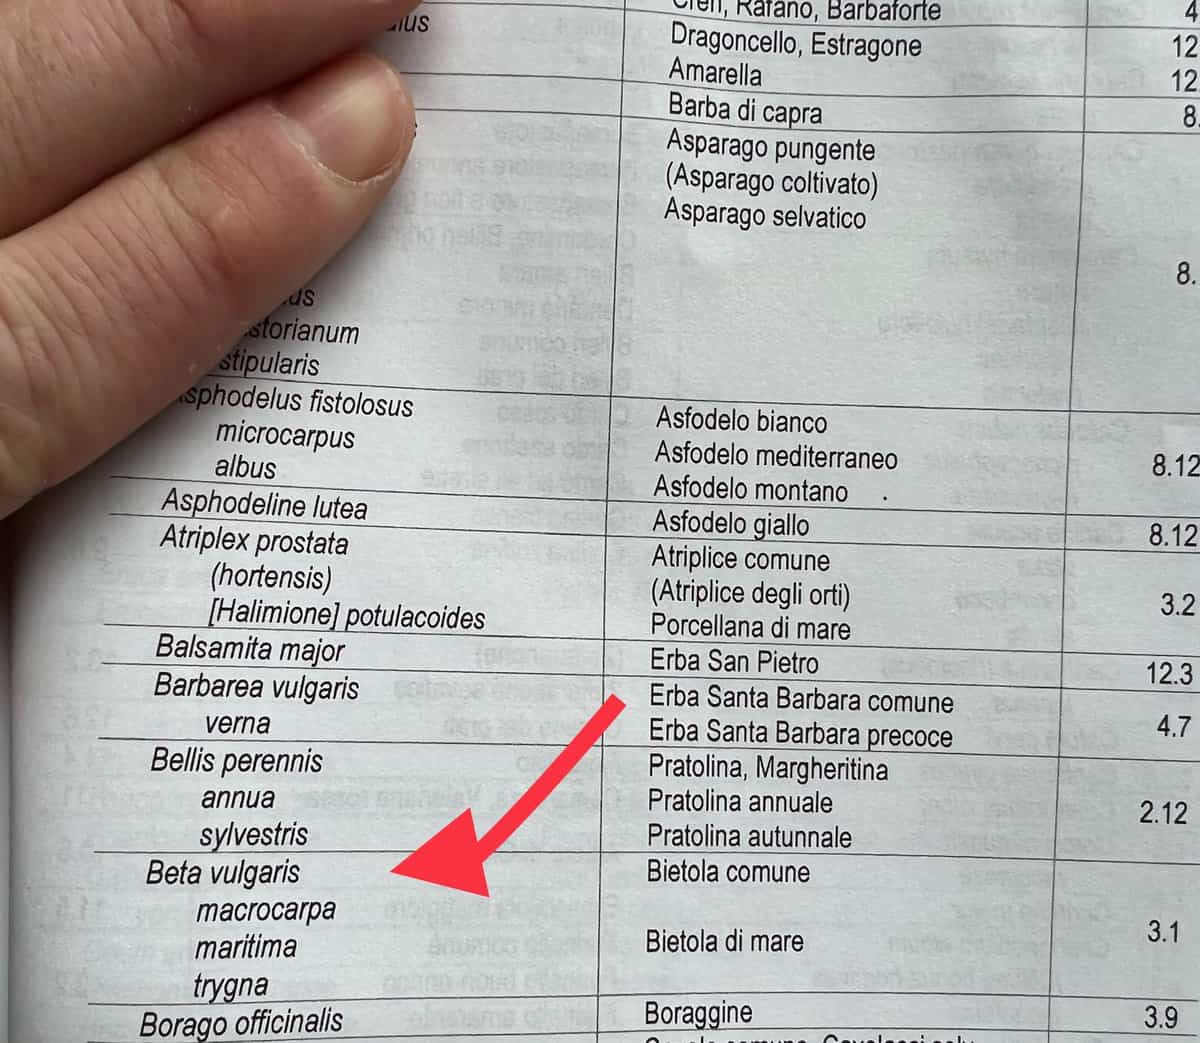 Cren, Rafano, Barbaforte 4
Dragoncello, Estragone 12
Amarella 12
Barba di capra 8.
Asparago pungente
(Asparago coltivato)
Asparago selvatico
8.
storianum
stipularis
sphodelus fistolosus Asfodelo bianco
microcarpus Asfodelo mediterraneo 8.12
albus Asfodelo montano .
Asphodeline lutea Asfodelo giallo 8.12
Atriplex prostata Atriplice comune
(hortensis) (Atriplice degli orti) 3.2
[Halimione] potulacoides Porcellana di mare
Balsamita major Erba San Pietro 12.3
Barbarea vulgaris Erba Santa Barbara comune 4.7
verna Erba Santa Barbara precoce
Bellis perennis Pratolina, Margheritina
annua Pratolina annuale 2.12
sylvestris Pratolina autunnale
Beta vulgaris Bietola comune
macrocarpa 3.1
maritima Bietola di mare
trygna
Borago officinalis Boraggine 3.9